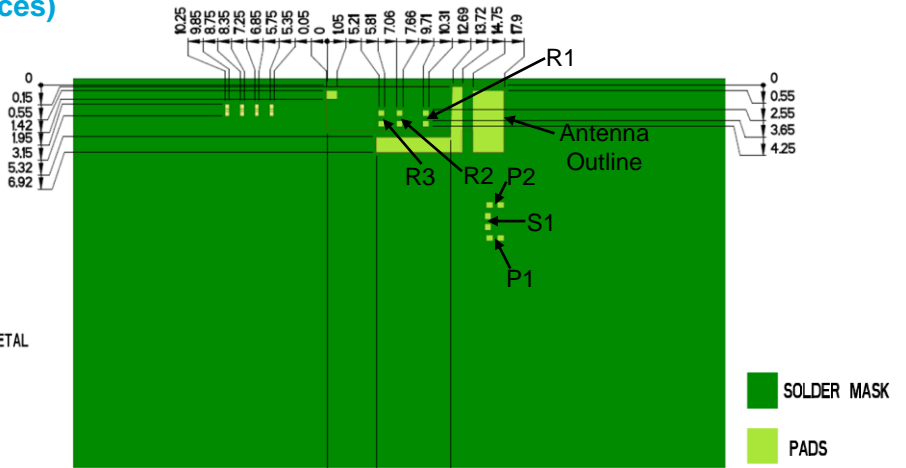 ces)
10.25
9.85
8.75
8.35
7.25
6.85
5.75
5.35
0.05
0
1.05
5.21
5.81
7.06
7.66
9.71
10.31
12.69
13.72
14.75
17.9
R1
0
0.15
0.55
1.42
1.95
3.15
5.32
6.92
0
0.55
2.55
3.65
4.25
Antenna
Outline
R3
R2
P2
S1
P1
ETAL
SOLDER MASK
PADS